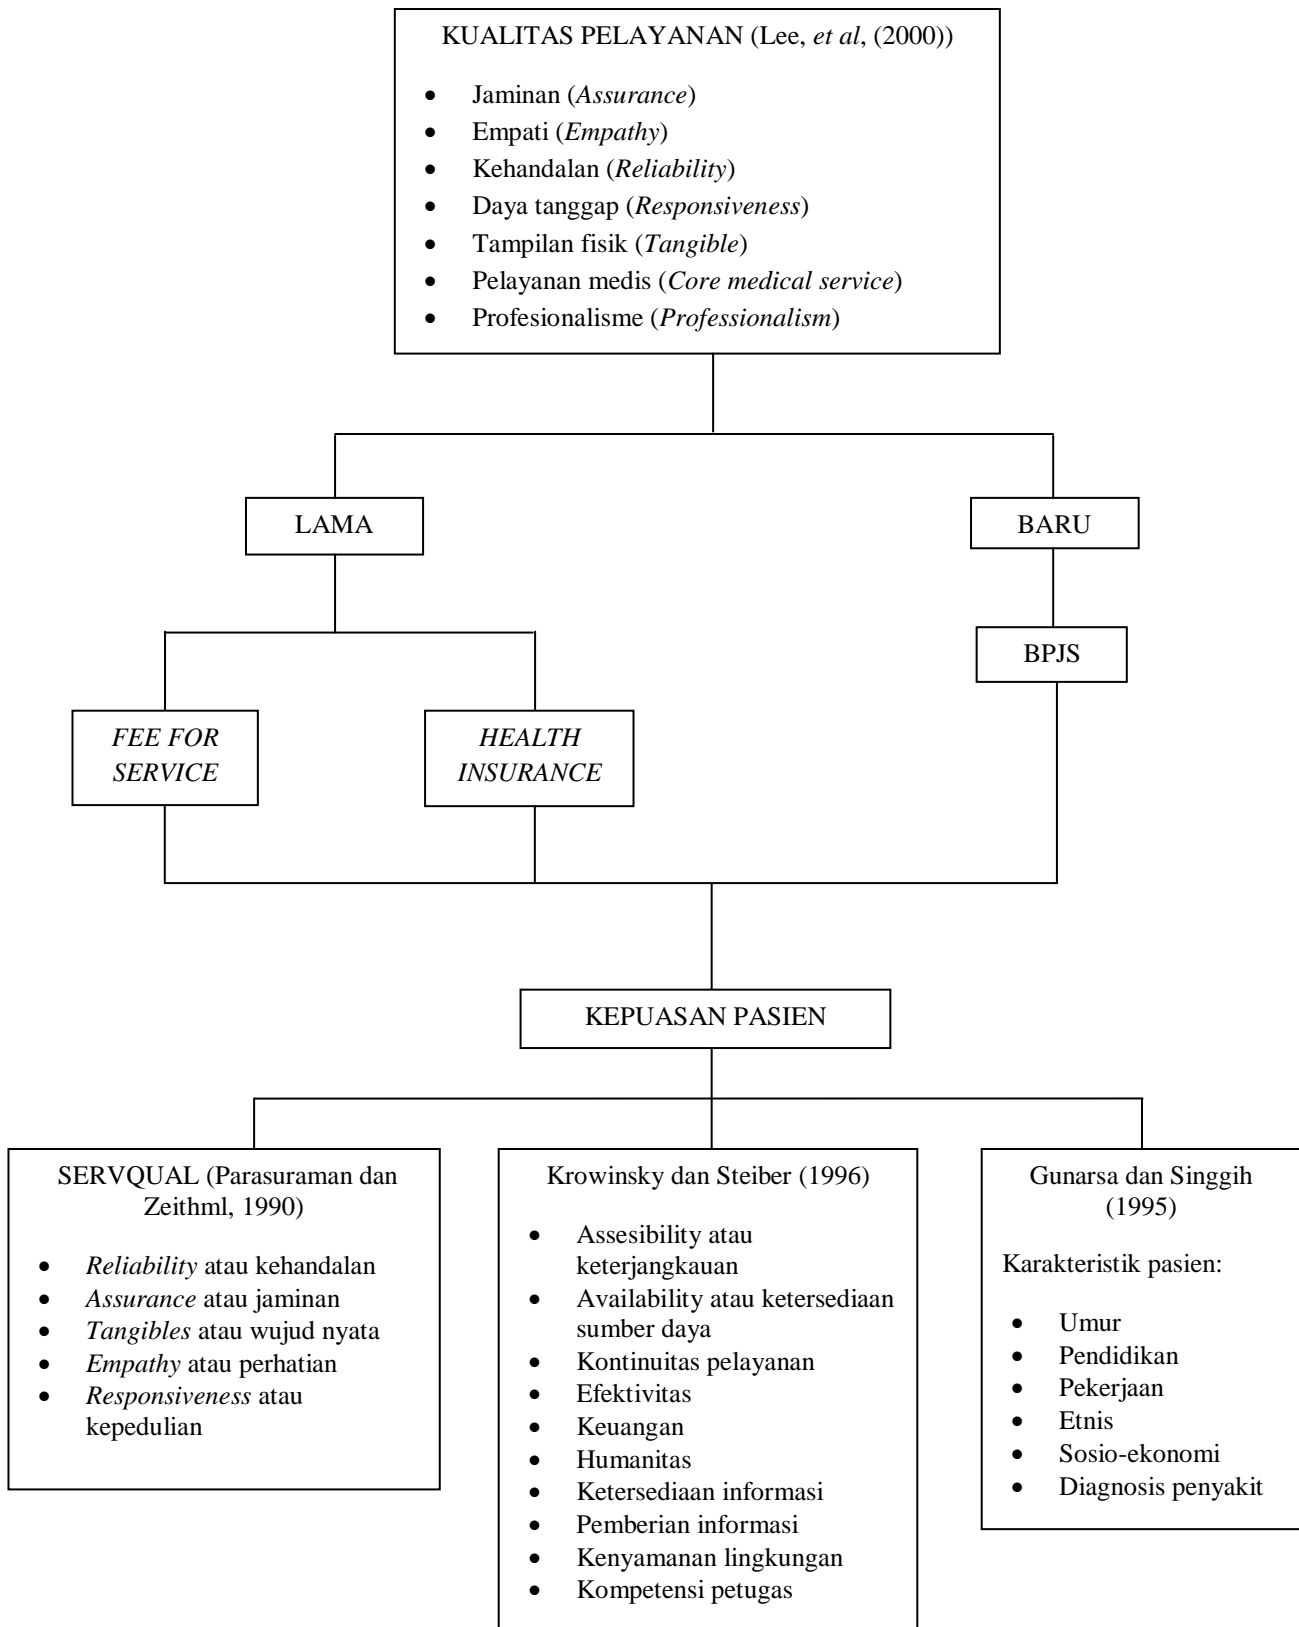 KUALITAS PELAYANAN (Lee, et al, (2000))
• Jaminan (Assurance)
• Empati (Empathy)
• Kehandalan (Reliability)
• Daya tanggap (Responsiveness)
• Tampilan fisik (Tangible)
• Pelayanan medis (Core medical service)
• Profesionalisme (Professionalism)
LAMA
BARU
BPJS
FEE FOR
SERVICE
HEALTH
INSURANCE
KEPUASAN PASIEN
SERVQUAL (Parasuraman dan
Zeithml, 1990)
• Reliability atau kehandalan
• Assurance atau jaminan
• Tangibles atau wujud nyata
• Empathy atau perhatian
• Responsiveness atau
kepedulian
Krowinsky dan Steiber (1996)
• Assesibility atau
keterjangkauan
• Availability atau ketersediaan
sumber daya
• Kontinuitas pelayanan
• Efektivitas
• Keuangan
• Humanitas
• Ketersediaan informasi
• Pemberian informasi
• Kenyamanan lingkungan
• Kompetensi petugas
Gunarsa dan Singgih
(1995)
Karakteristik pasien:
• Umur
• Pendidikan
• Pekerjaan
• Etnis
• Sosio-ekonomi
• Diagnosis penyakit